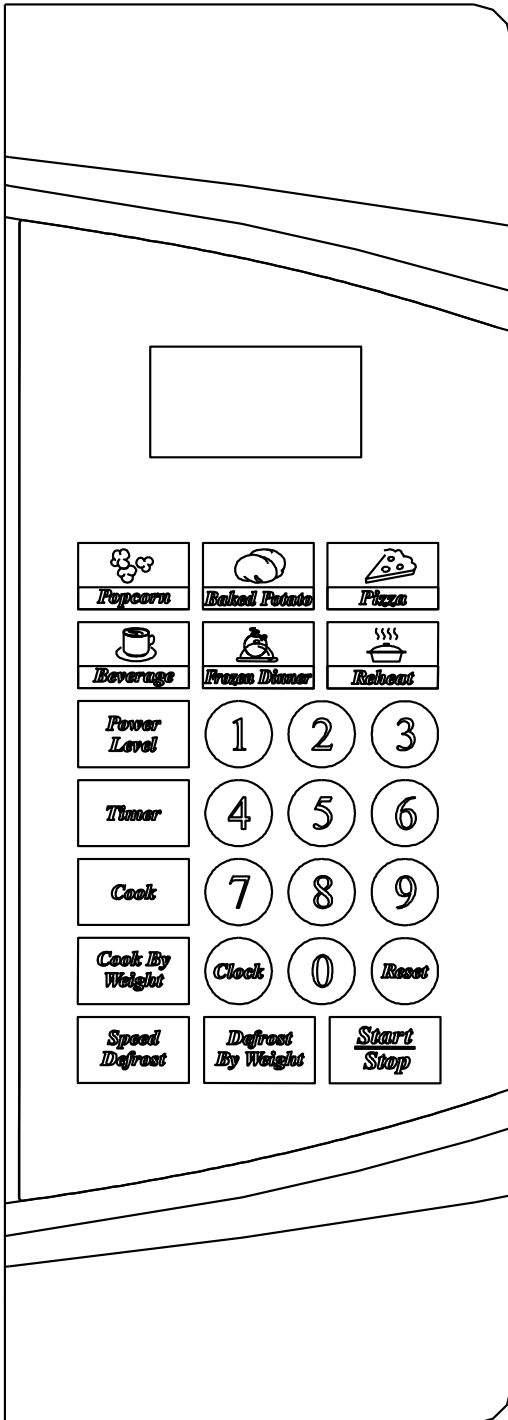 Popcorn Baked Potato Pizza
Beverage Frozen Dinner Reheat
Power
Level
1 2 3
Timer 4 5 6
Cook 7 8 9
Cook By
Weight
Clock 0 Reset
Speed
Defrost
Defrost
By Weight
Start
Stop